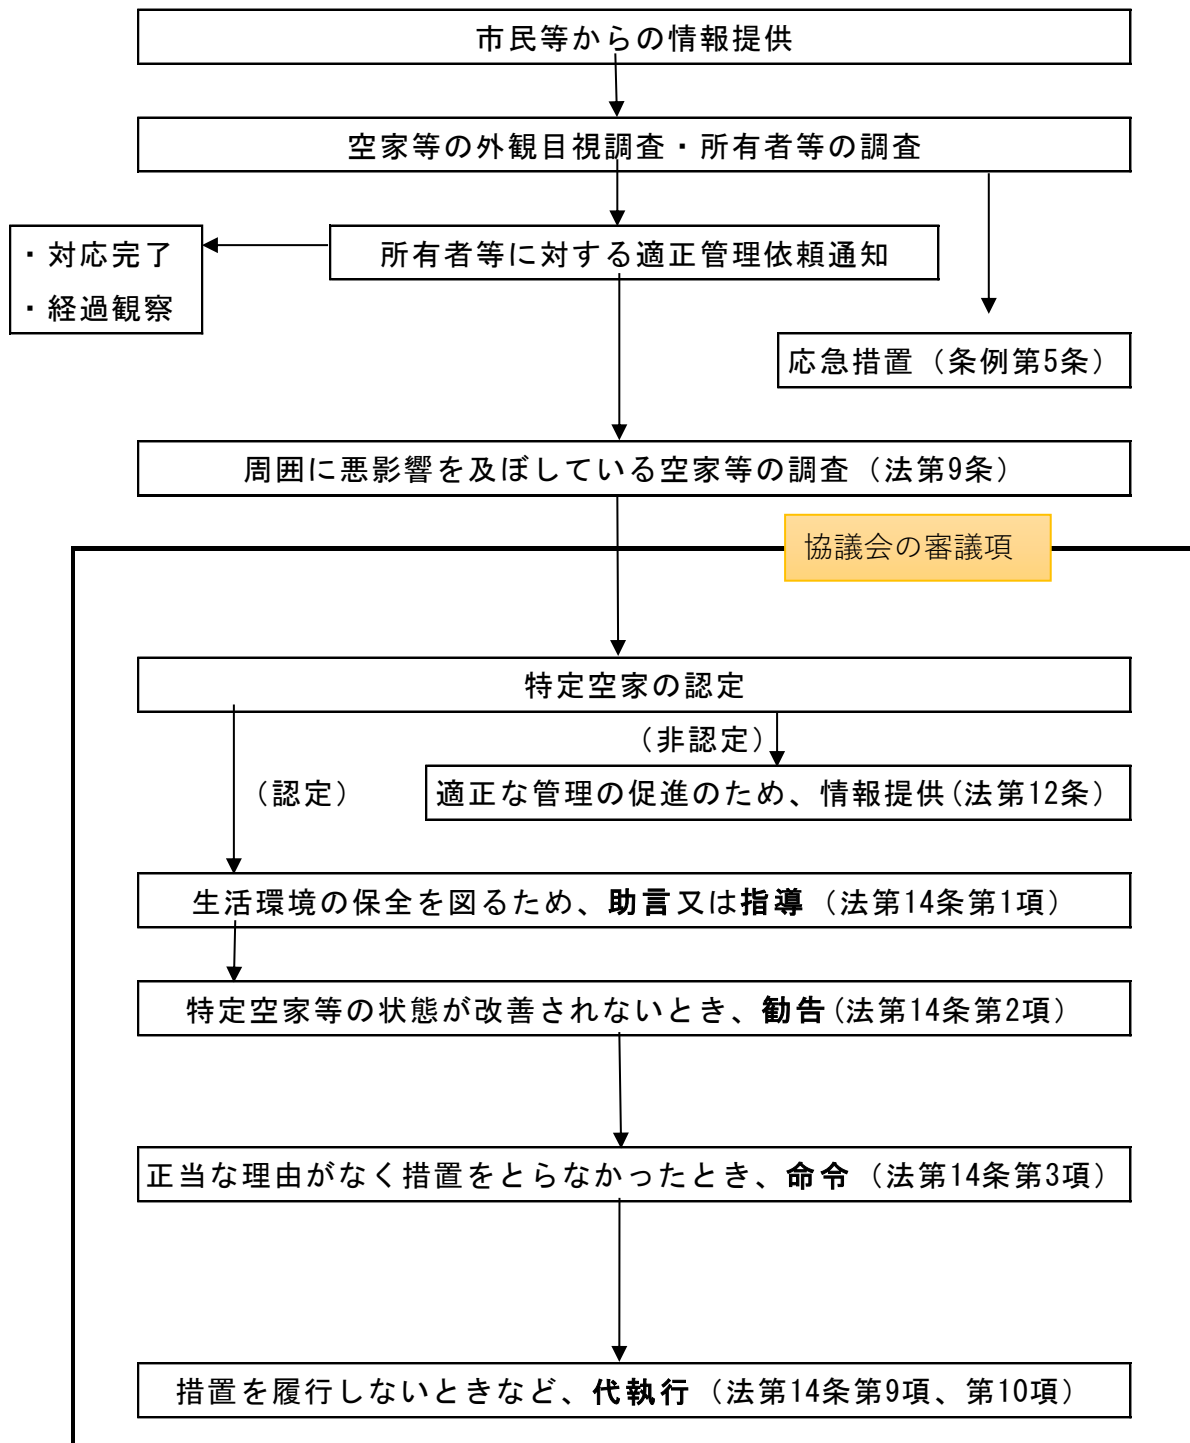 市民等からの情報提供
空家等の外観目視調査・所有者等の調査
・対応完了
・経過観察
所有者等に対する適正管理依頼通知
応急措置（条例第5条）
周囲に悪影響を及ぼしている空家等の調査（法第9条）
協議会の審議項
特定空家の認定
（非認定）
（認定）
適正な管理の促進のため、情報提供(法第12条）
生活環境の保全を図るため、助言又は指導（法第14条第1項）
特定空家等の状態が改善されないとき、勧告(法第14条第2項）
正当な理由がなく措置をとらなかったとき、命令（法第14条第3項）
措置を履行しないときなど、代執行（法第14条第9項、第10項）